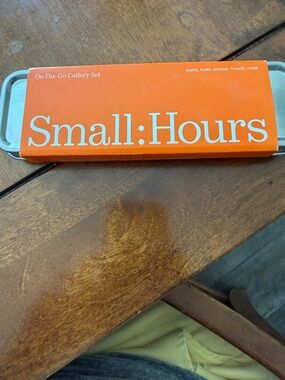 On-The-Go Cutlery Set
KNIFE, FORK, SPOON, TRAVEL CASE
Small:Hours